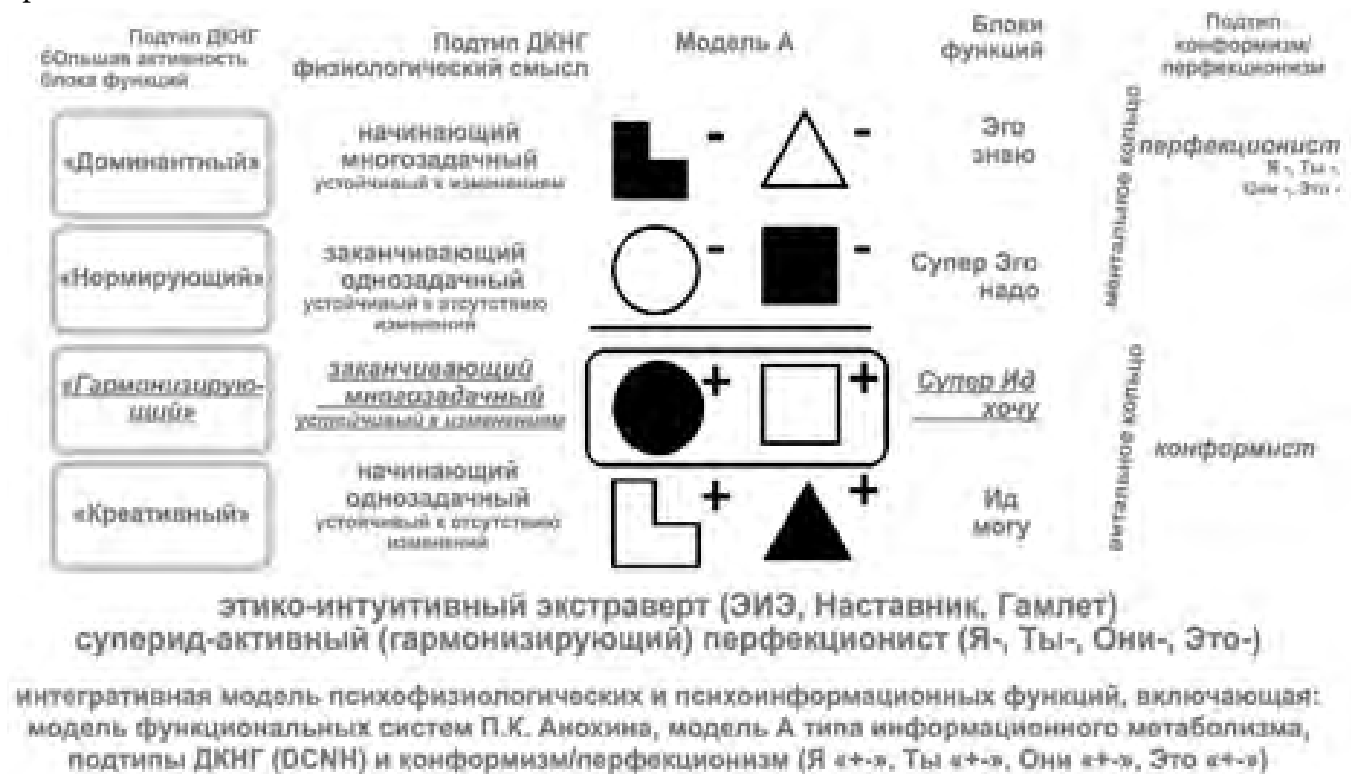 Подтип ДКНГ
бОльшая активность
блока функций
Подтип ДКНГ
физиологический смысл
Модель А
Блоки
функций
Подтип
конформизм/
перфекционизм
«Доминантный»
начинающий
многозадачный
устойчивый к изменениям
- -
Эго
знаю
ментальное кольцо
перфекционист
Я -, Ты -,
Они -, Это -
«Нормирующий»
заканчивающий
однозадачный
устойчивый к отсутствию
изменений
- -
Супер Эго
надо
«Гармонизирую-
щий»
заканчивающий
многозадачный
устойчивый к изменениям
+ +
Супер Ид
хочу
витальное кольцо
конформист
«Креативный»
начинающий
однозадачный
устойчивый к отсутствию
изменений
+ +
Ид
могу
этико-интуитивный экстраверт (ЭИЭ, Наставник, Гамлет)
суперид-активный (гармонизирующий) перфекционист (Я-, Ты-, Они-, Это-)
интегративная модель психофизиологических и психоинформационных функций, включающая:
модель функциональных систем П.К. Анохина, модель А типа информационного метаболизма,
подтипы ДКНГ (DCNH) и конформизм/перфекционизм (Я «+-», Ты «+-», Они «+-», Это «+-»)